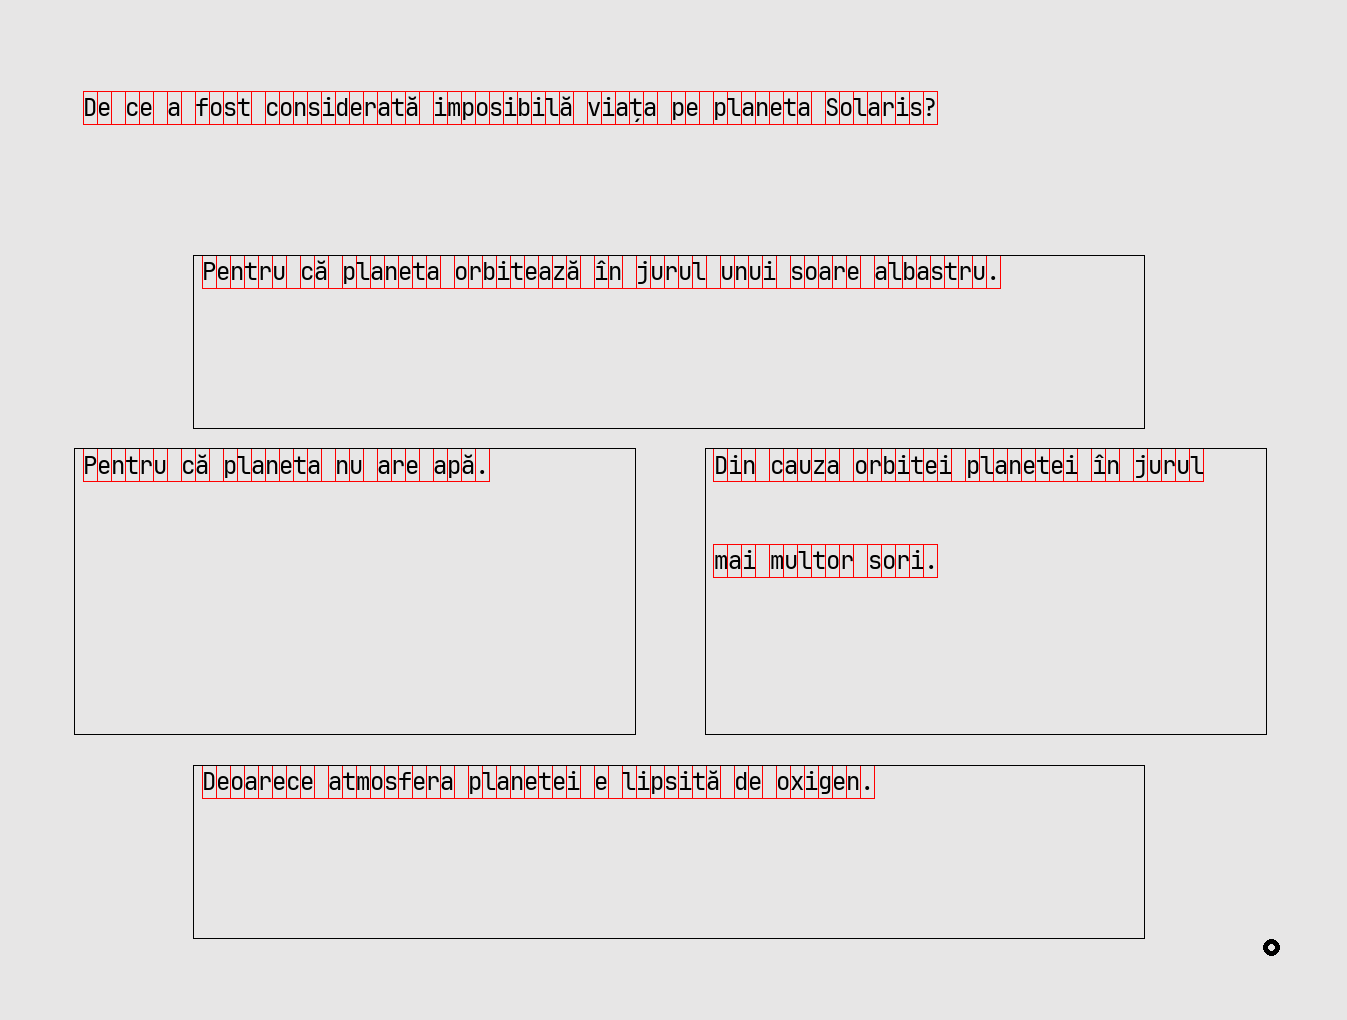 De ce a fost considerată imposibilă viața pe planeta Solaris?
Pentru că planeta orbitează în jurul unui soare albastru.
Pentru că planeta nu are apă.
Din cauza orbitei planetei în jurul
mai multor sori.
Deoarece atmosfera planetei e lipsită de oxigen.